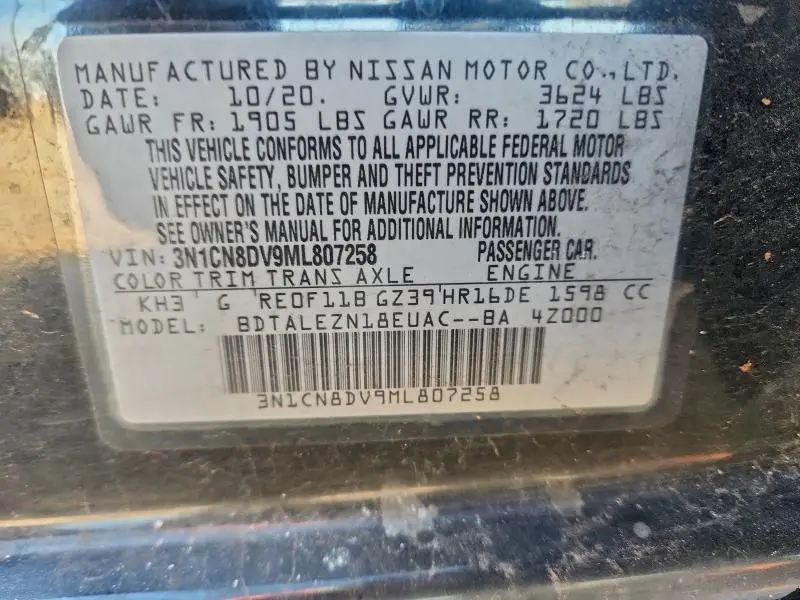 MANUFACTURED BY NISSAN MOTOR CO., LTD.
DATE: 10/20. GVWR: 3624 LBS
GAWR FR: 1905 LBS GAWR RR: 1720 LBS
THIS VEHICLE CONFORMS TO ALL APPLICABLE FEDERAL MOTOR
VEHICLE SAFETY, BUMPER AND THEFT PREVENTION STANDARDS
IN EFFECT ON THE DATE OF MANUFACTURE SHOWN ABOVE.
SEE OWNER'S MANUAL FOR ADDITIONAL INFORMATION.
VIN: 3N1CN8DV9ML807258 PASSENGER CAR.
COLOR TRIM TRANS AXLE ENGINE
KH3 G RE0F11B GZ39 HR16DE 1598 CC
MODEL: BDTALEZN18EUAC--BA 4Z000
3N1CN8DV9ML807258